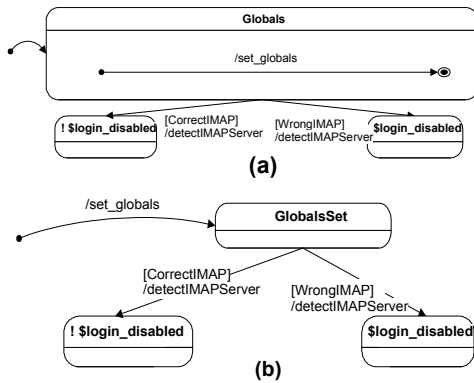 Globals
/set_globals
[CorrectIMAP]
/detectIMAPServer
[WrongIMAP]
/detectIMAPServer
! $login_disabled
$login_disabled
(a)
/set_globals
GlobalsSet
[CorrectIMAP]
/detectIMAPServer
[WrongIMAP]
/detectIMAPServer
! $login_disabled
$login_disabled
(b)